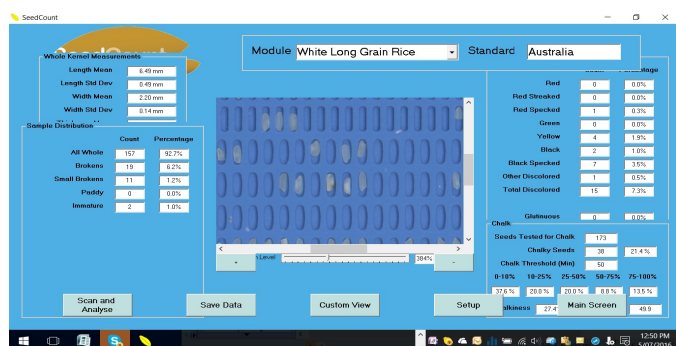 SeedCount
Module White Long Grain Rice Standard Australia
Whole Kernel Measurements
Length Mean 6.49 mm
Length Std Dev 0.49 mm
Width Mean 2.20 mm
Width Std Dev 0.14 mm
Sample Distribution
Count Percentage
All Whole 157 92.7%
Brokens 19 6.2%
Small Brokens 11 1.2%
Paddy 0 0.0%
Immature 2 1.0%
Red 0 0.0%
Red Streaked 0 0.0%
Red Specked 1 0.3%
Green 0 0.0%
Yellow 4 1.9%
Black 2 1.0%
Black Specked 7 3.5%
Other Discolored 1 0.5%
Total Discolored 15 7.3%
Glutinous 0 0.0%
Chalk
Seeds Tested for Chalk 173
Chalky Seeds 38 21.4%
Chalk Threshold (Min) 50
0-10% 10-25% 25-50% 50-75% 75-100%
37.6 % 20.0 % 20.0 % 8.8 % 13.5 %
alkiness 27.4 49.9
+ n Level 384% -
Scan and
Analyse
Save Data
Custom View
Setup
Main Screen
12:50 PM
5/07/2016